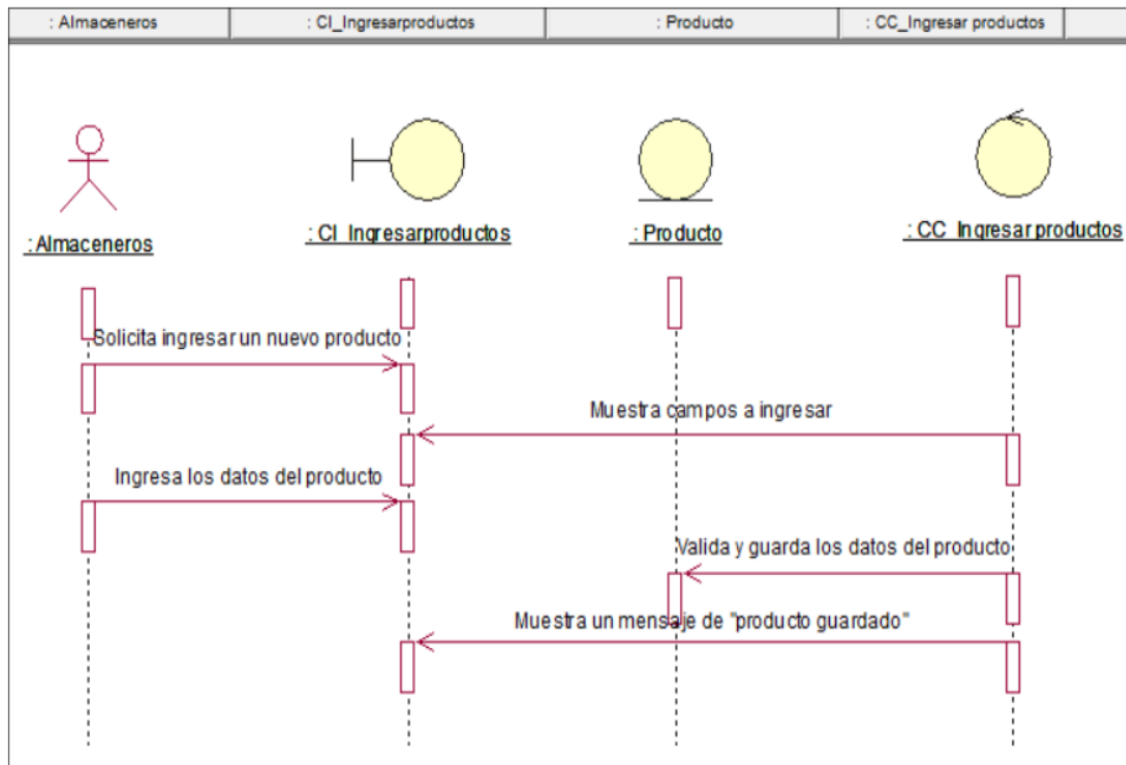 : Almaceneros
: CI_Ingresarproductos
: Producto
: CC_Ingresar productos
: Almaceneros
: CI_Ingresarproductos
: Producto
: CC_Ingresar productos
Solicita ingresar un nuevo producto
Muestra campos a ingresar
Ingresa los datos del producto
Valida y guarda los datos del producto
Muestra un mensaje de "producto guardado"